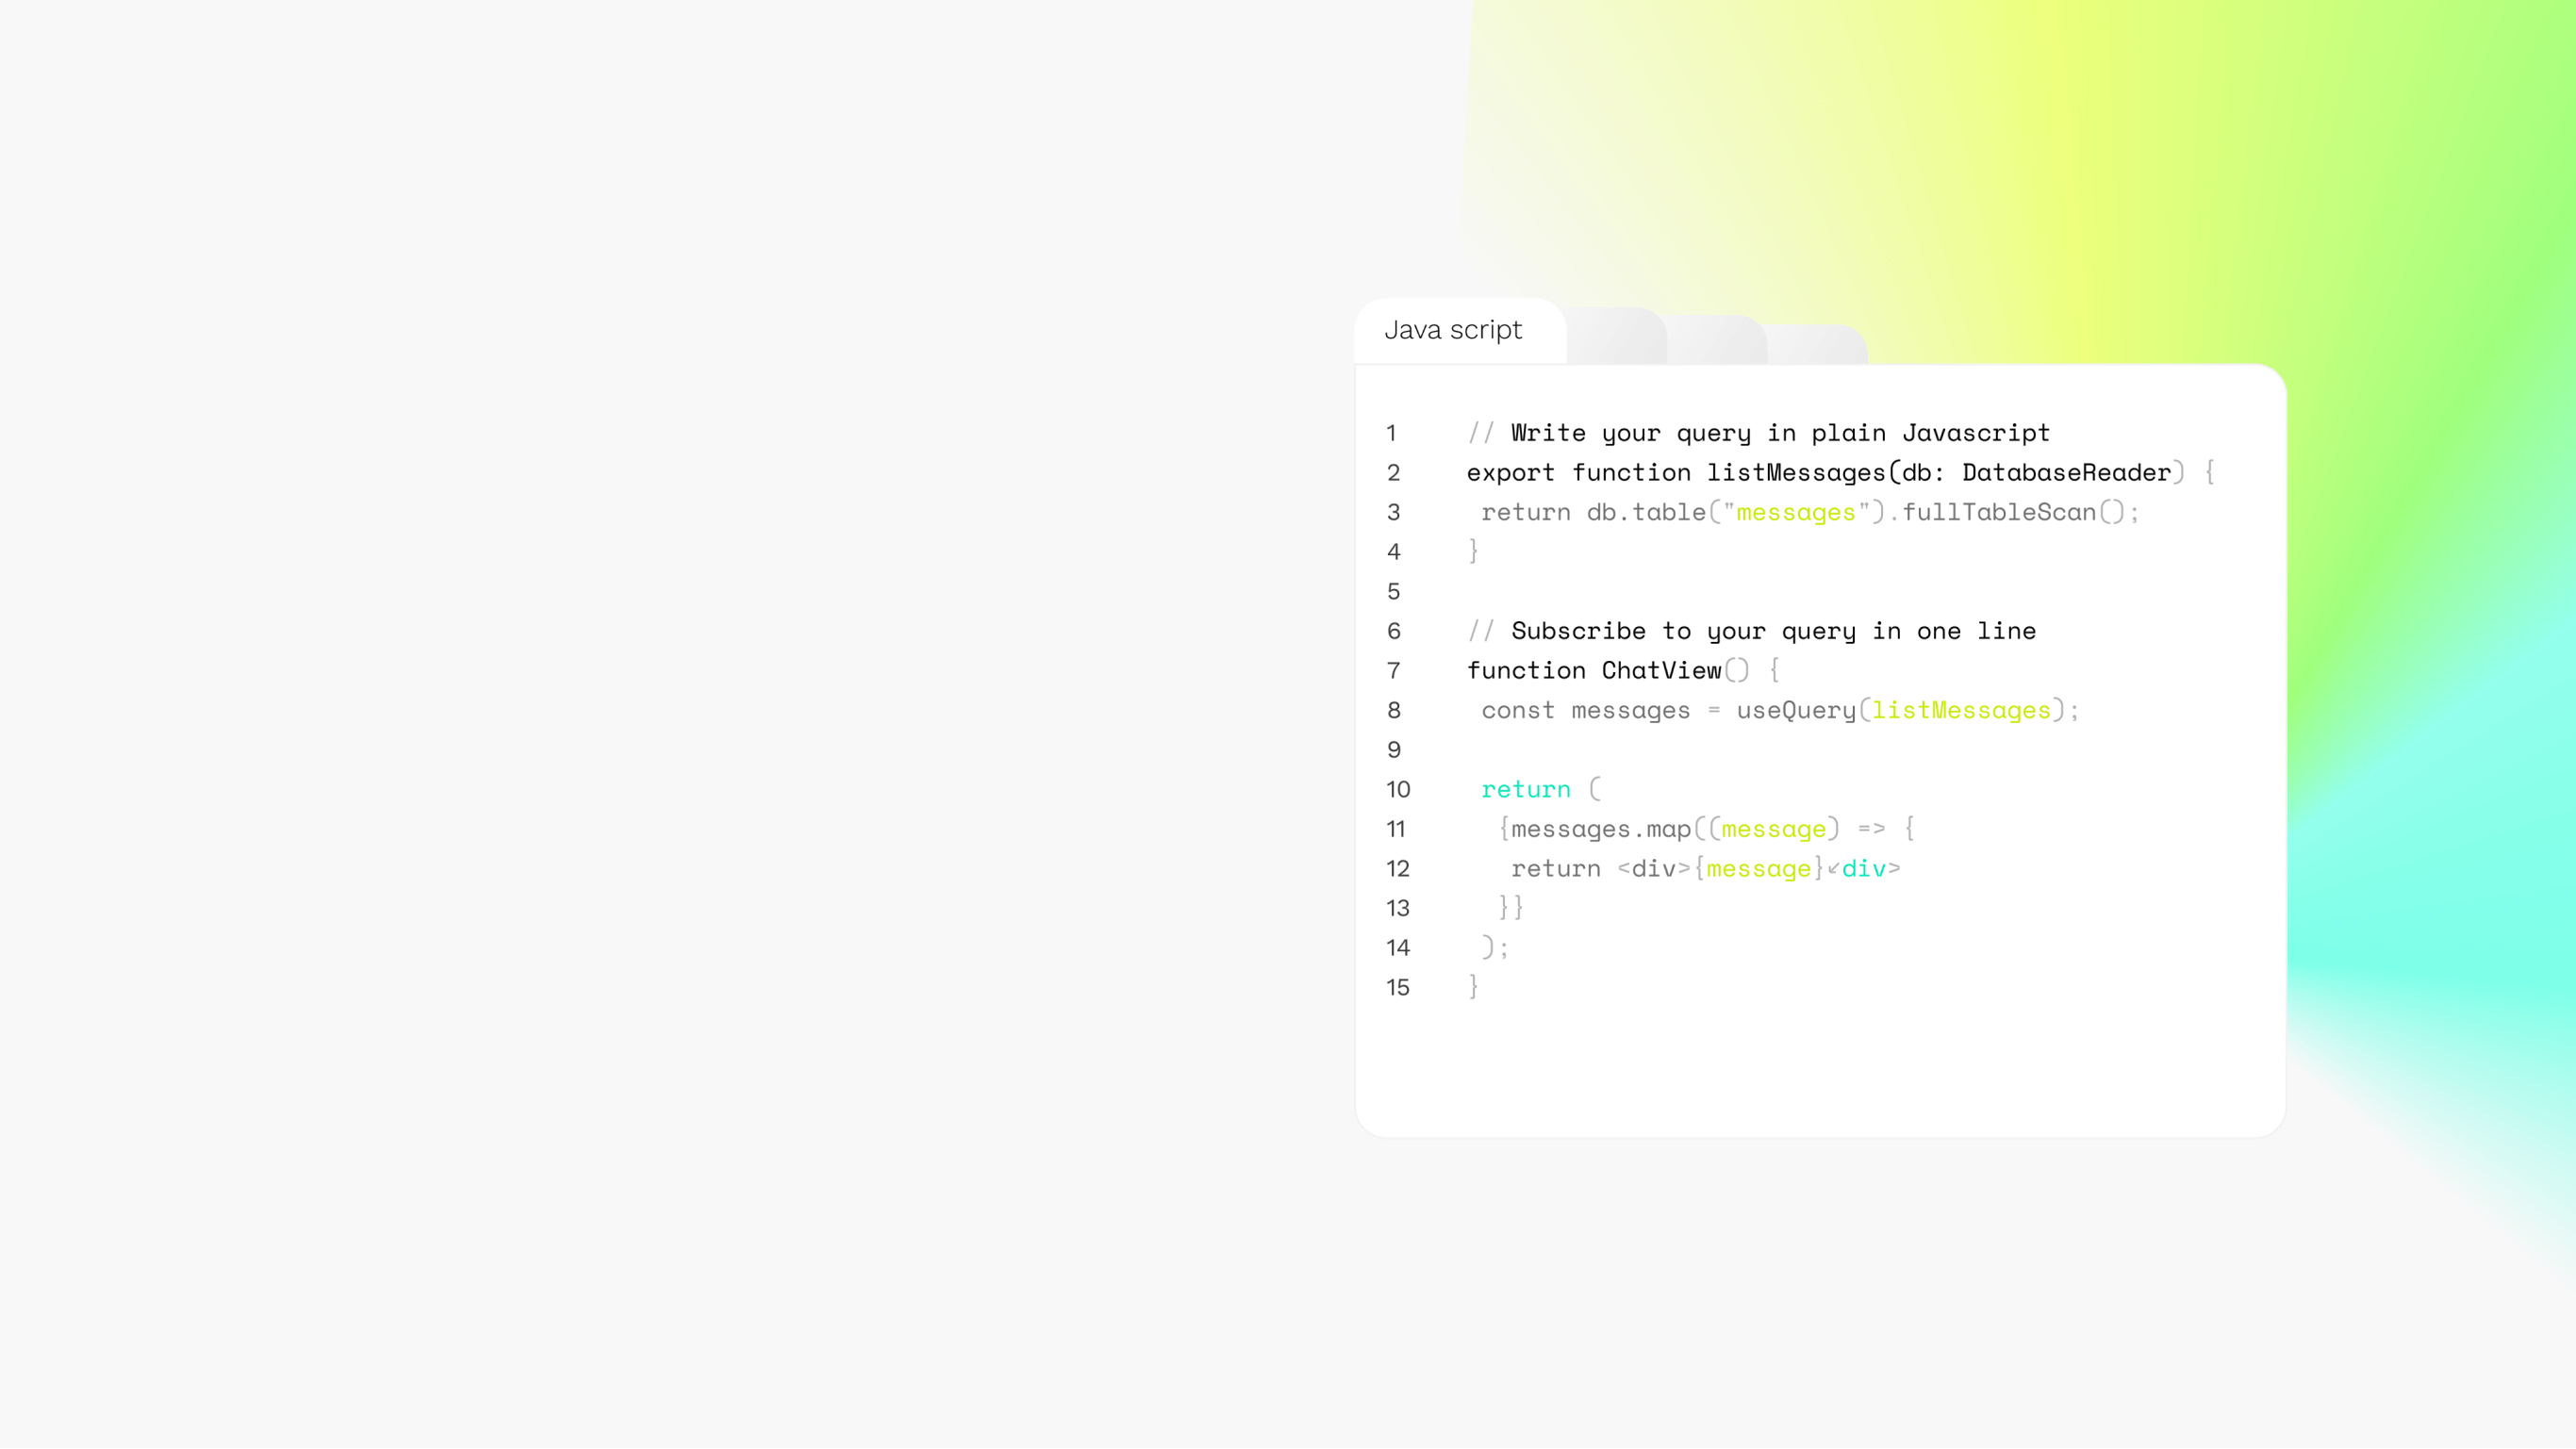 Java script
1 // Write your query in plain Javascript
2 export function listMessages(db: DatabaseReader) {
3  return db.table("messages").fullTableScan();
4 }
5
6 // Subscribe to your query in one line
7 function ChatView() {
8  const messages = useQuery(listMessages);
9
10  return (
11   {messages.map((message) => {
12    return <div>{message}↙div>
13   }}
14  );
15 }